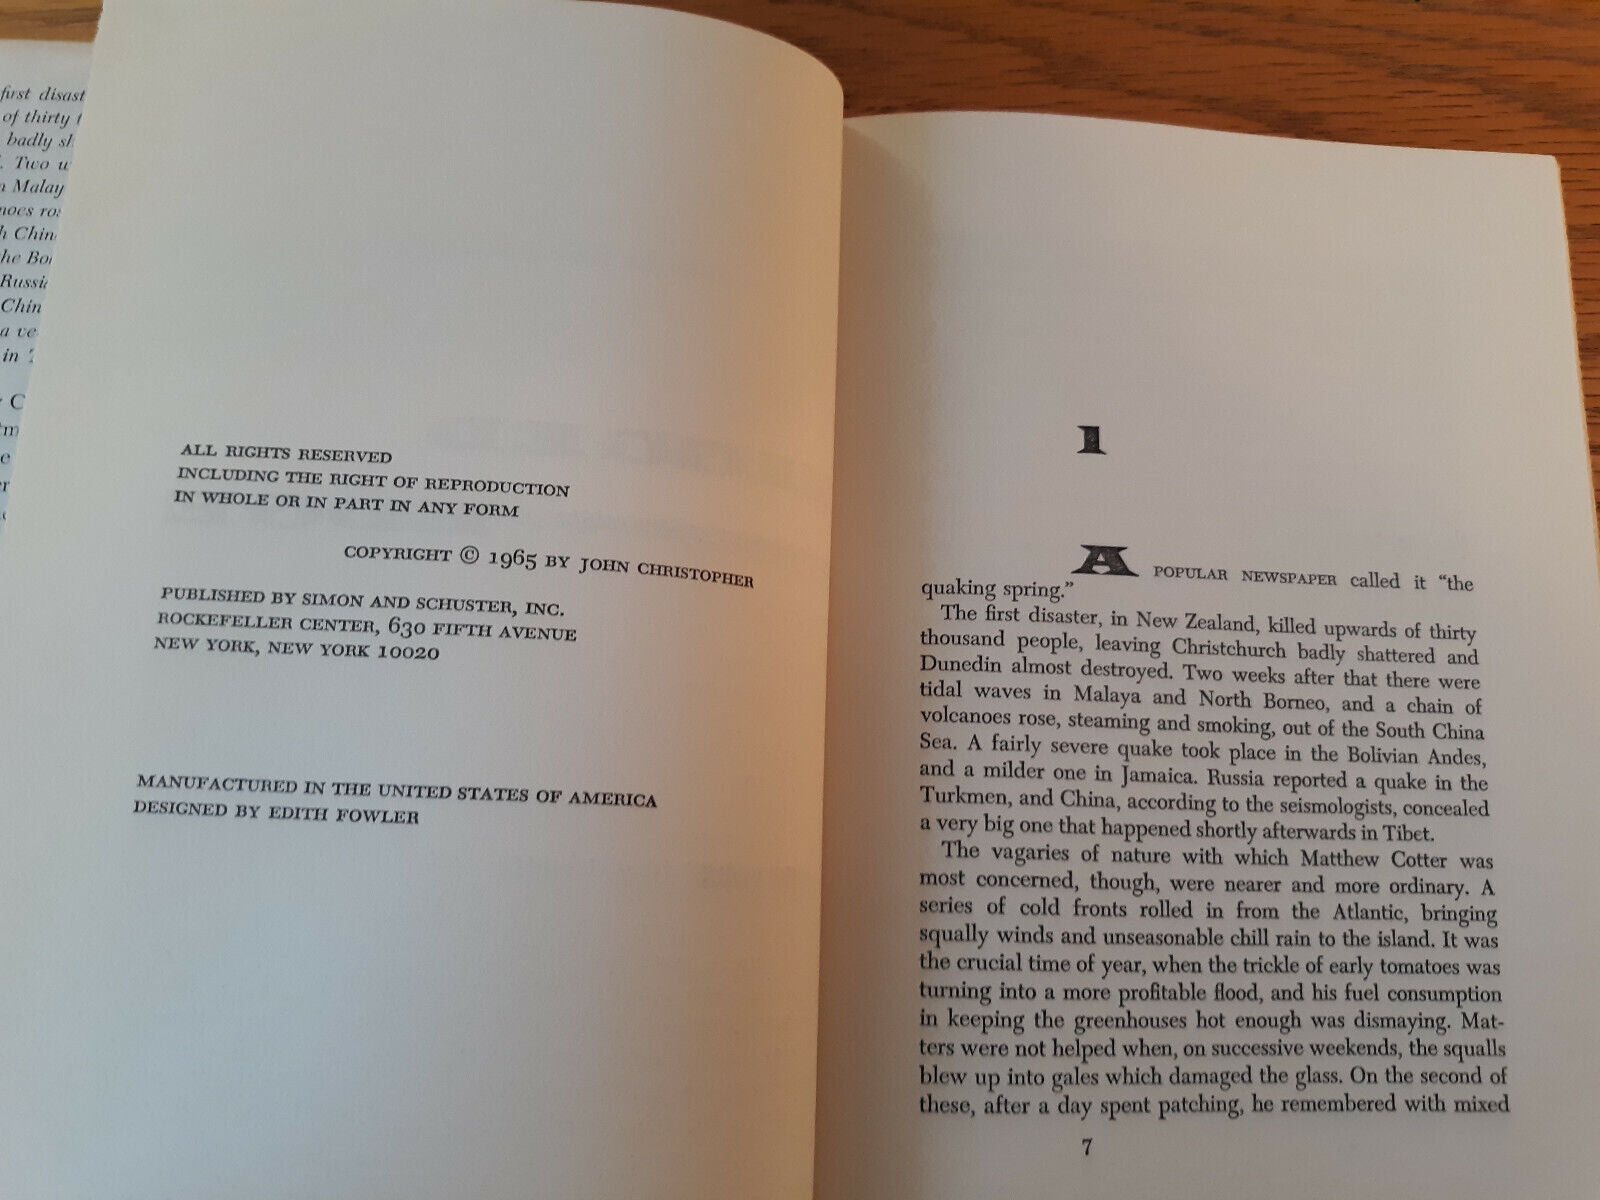 first disast
of thirty
badly
Two
Malay
Chin
the
Russi
Chin
a
in
C
ALL RIGHTS RESERVED
INCLUDING THE RIGHT OF REPRODUCTION
IN WHOLE OR IN PART IN ANY FORM
COPYRIGHT © 1965 BY JOHN CHRISTOPHER
PUBLISHED BY SIMON AND SCHUSTER, INC.
ROCKEFELLER CENTER, 630 FIFTH AVENUE
NEW YORK, NEW YORK 10020
MANUFACTURED IN THE UNITED STATES OF AMERICA
DESIGNED BY EDITH FOWLER
1
A POPULAR NEWSPAPER called it “the
quaking spring.”
The first disaster, in New Zealand, killed upwards of thirty
thousand people, leaving Christchurch badly shattered and
Dunedin almost destroyed. Two weeks after that there were
tidal waves in Malaya and North Borneo, and a chain of
volcanoes rose, steaming and smoking, out of the South China
Sea. A fairly severe quake took place in the Bolivian Andes,
and a milder one in Jamaica. Russia reported a quake in the
Turkmen, and China, according to the seismologists, concealed
a very big one that happened shortly afterwards in Tibet.
The vagaries of nature with which Matthew Cotter was
most concerned, though, were nearer and more ordinary. A
series of cold fronts rolled in from the Atlantic, bringing
squally winds and unseasonable chill rain to the island. It was
the crucial time of year, when the trickle of early tomatoes was
turning into a more profitable flood, and his fuel consumption
in keeping the greenhouses hot enough was dismaying. Mat-
ters were not helped when, on successive weekends, the squalls
blew up into gales which damaged the glass. On the second of
these, after a day spent patching, he remembered with mixed
7